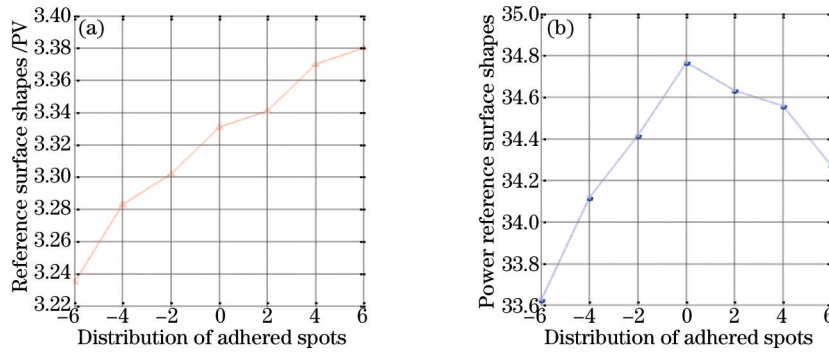 (a)
Reference surface shapes /PV
3.40
3.38
3.36
3.34
3.32
3.30
3.28
3.26
3.24
3.22
-6 -4 -2 0 2 4 6
Distribution of adhered spots
(b)
Power reference surface shapes
35.0
34.8
34.6
34.4
34.2
34.0
33.8
33.6
-6 -4 -2 0 2 4 6
Distribution of adhered spots